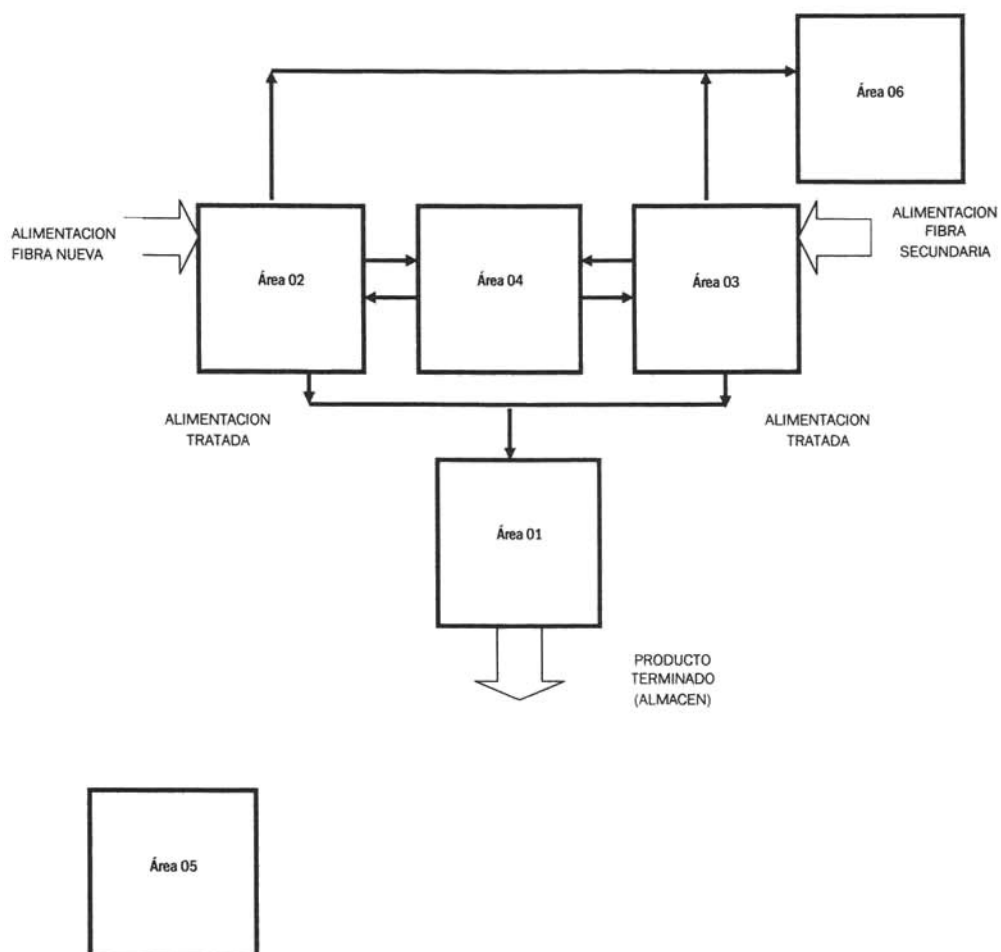 Área 06
ALIMENTACION
FIBRA NUEVA
ALIMENTACION
FIBRA
SECUNDARIA
Área 02
Área 04
Área 03
ALIMENTACION
TRATADA
ALIMENTACION
TRATADA
Área 01
PRODUCTO
TERMINADO
(ALMACEN)
Área 05